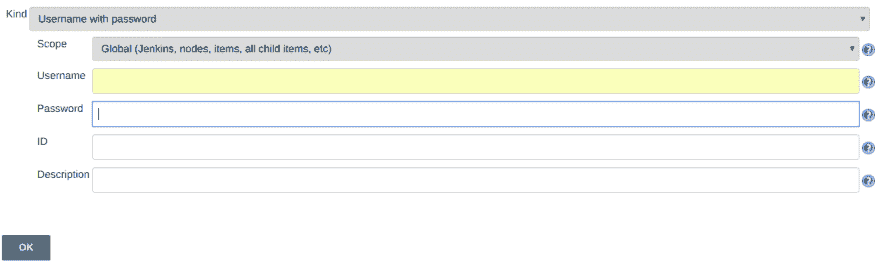 Kind Username with password
Scope Global (Jenkins, nodes, items, all child items, etc)
Username
Password
ID
Description
OK